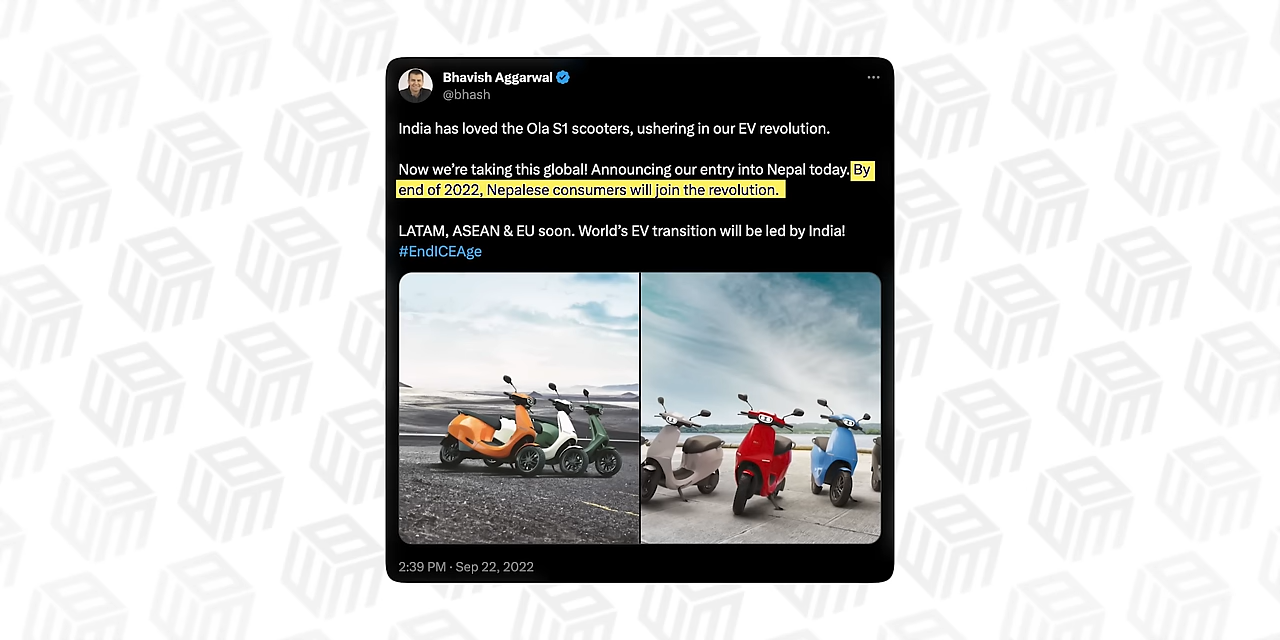 Bhavish Aggarwal
@bhash
India has loved the Ola S1 scooters, ushering in our EV revolution.
Now we’re taking this global! Announcing our entry into Nepal today. By
end of 2022, Nepalese consumers will join the revolution.
LATAM, ASEAN & EU soon. World’s EV transition will be led by India!
#EndICEAge
2:39 PM · Sep 22, 2022